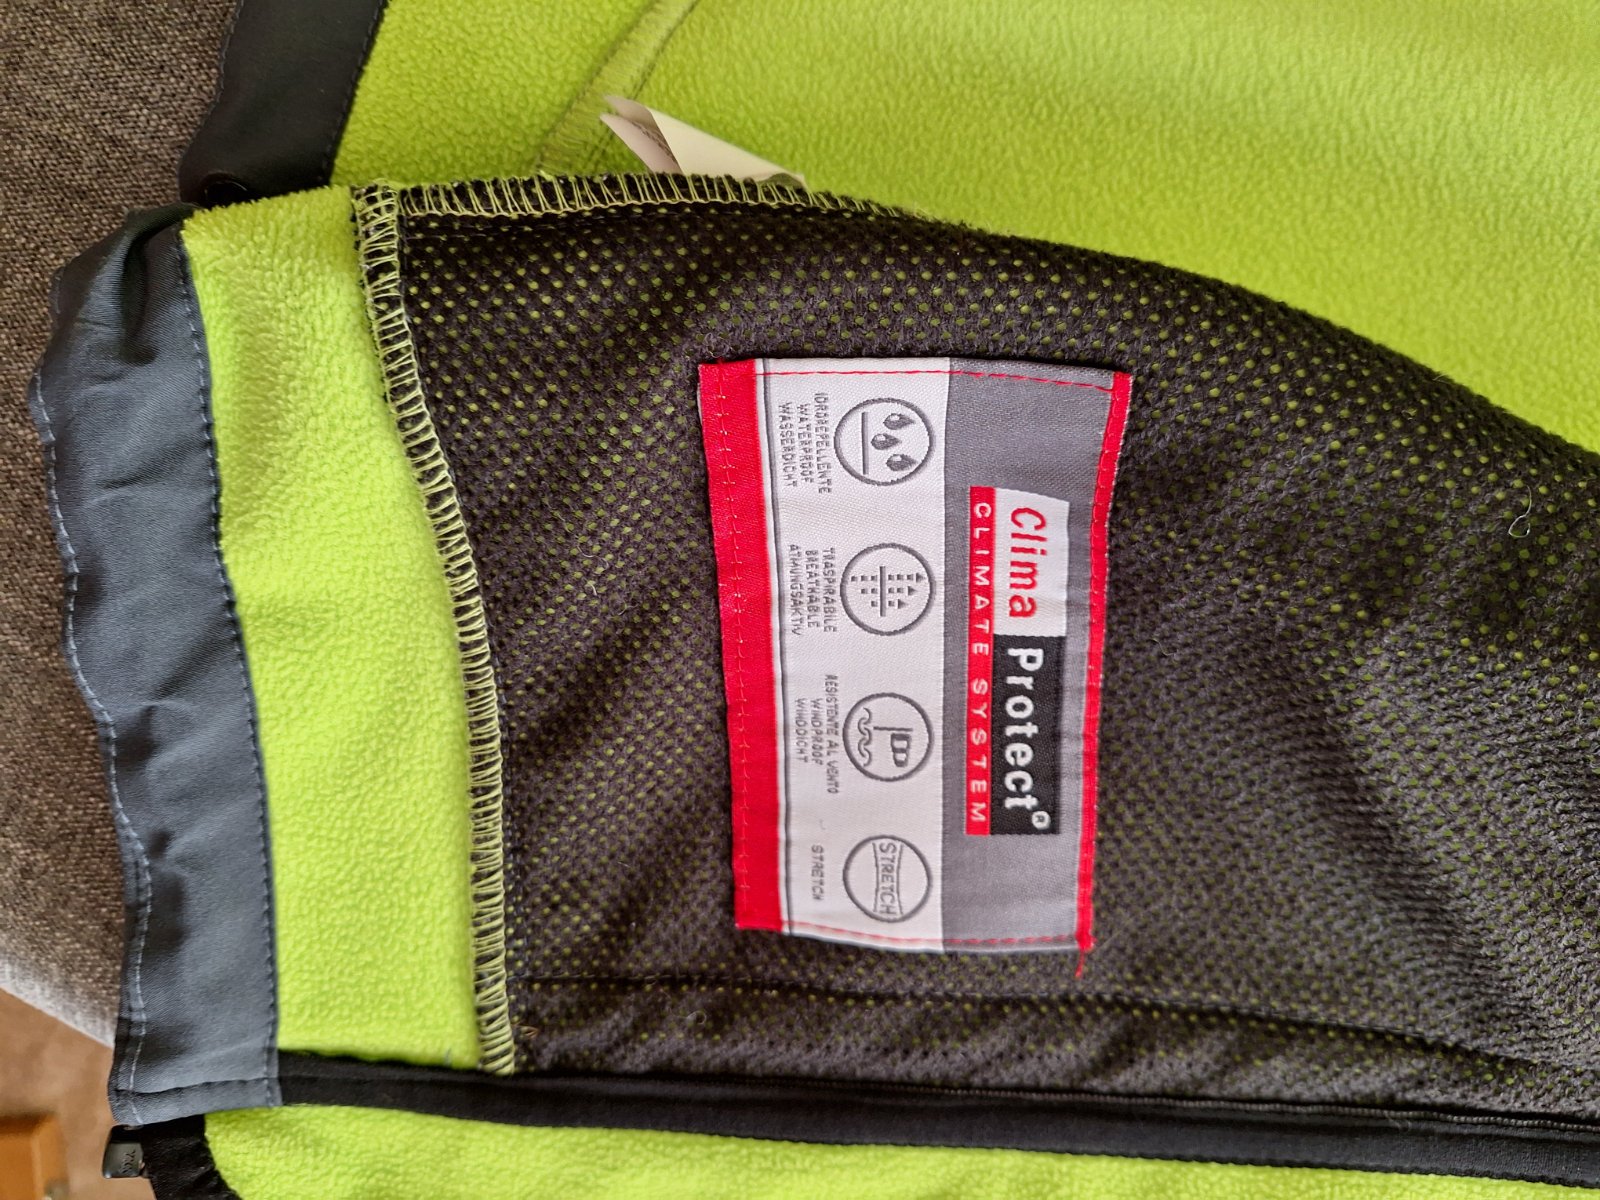 Clima Protect®
CLIMATE SYSTEM
IDROREPELLENTE
WATERPROOF
WASSERDICHT
TRASPIRABILE
BREATHABLE
ATMUNGSAKTIV
RESISTENTE AL VENTO
WINDPROOF
WINDDICHT
STRETCH
STRETCH